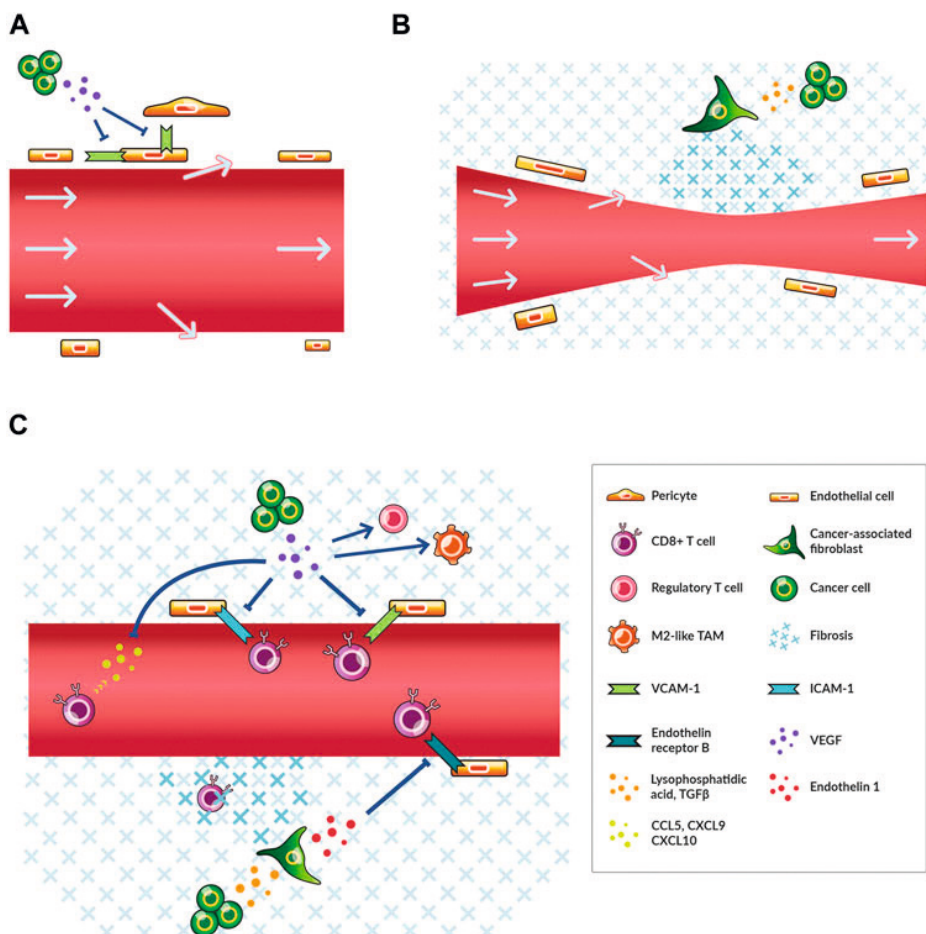 A
B
C
Pericyte
Endothelial cell
CD8+ T cell
Cancer-associated
fibroblast
Regulatory T cell
Cancer cell
M2-like TAM
Fibrosis
VCAM-1
ICAM-1
Endothelin
receptor B
VEGF
Lysophosphatidic
acid, TGFβ
Endothelin 1
CCL5, CXCL9
CXCL10